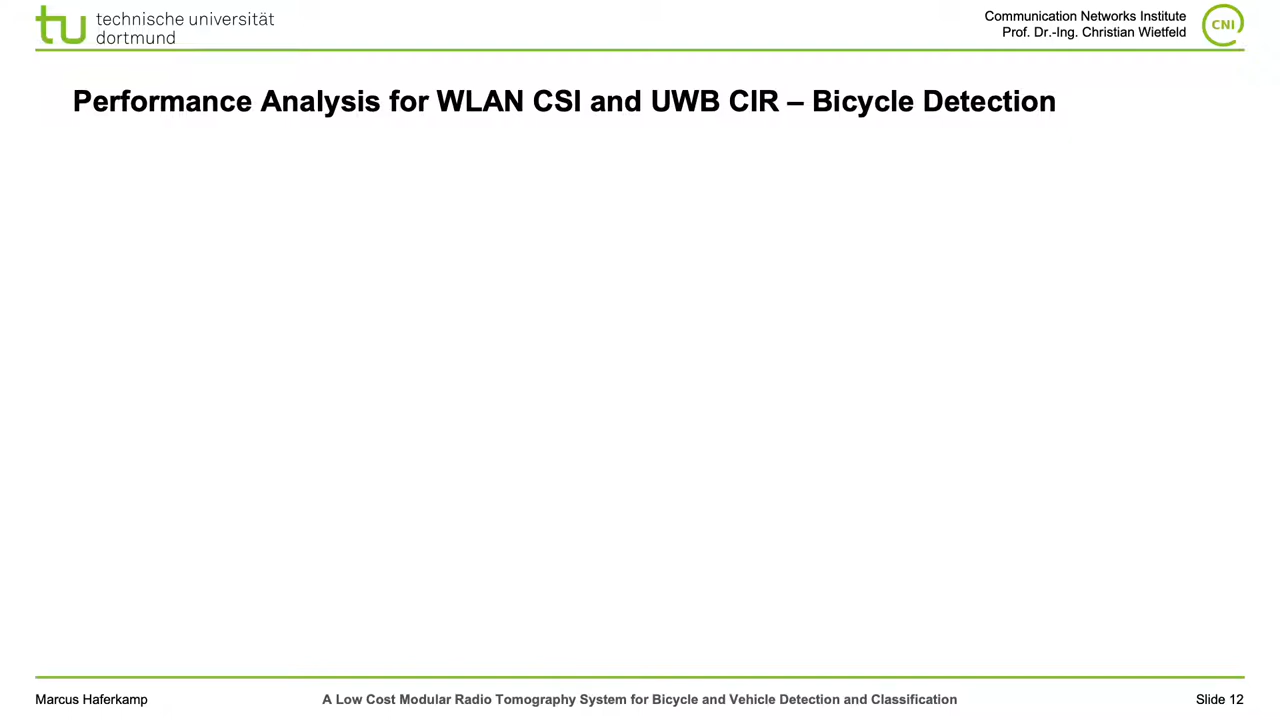 technische universität
dortmund
Communication Networks Institute
Prof. Dr.-Ing. Christian Wietfeld
CNI
Performance Analysis for WLAN CSI and UWB CIR – Bicycle Detection
Marcus Haferkamp
A Low Cost Modular Radio Tomography System for Bicycle and Vehicle Detection and Classification
Slide 12